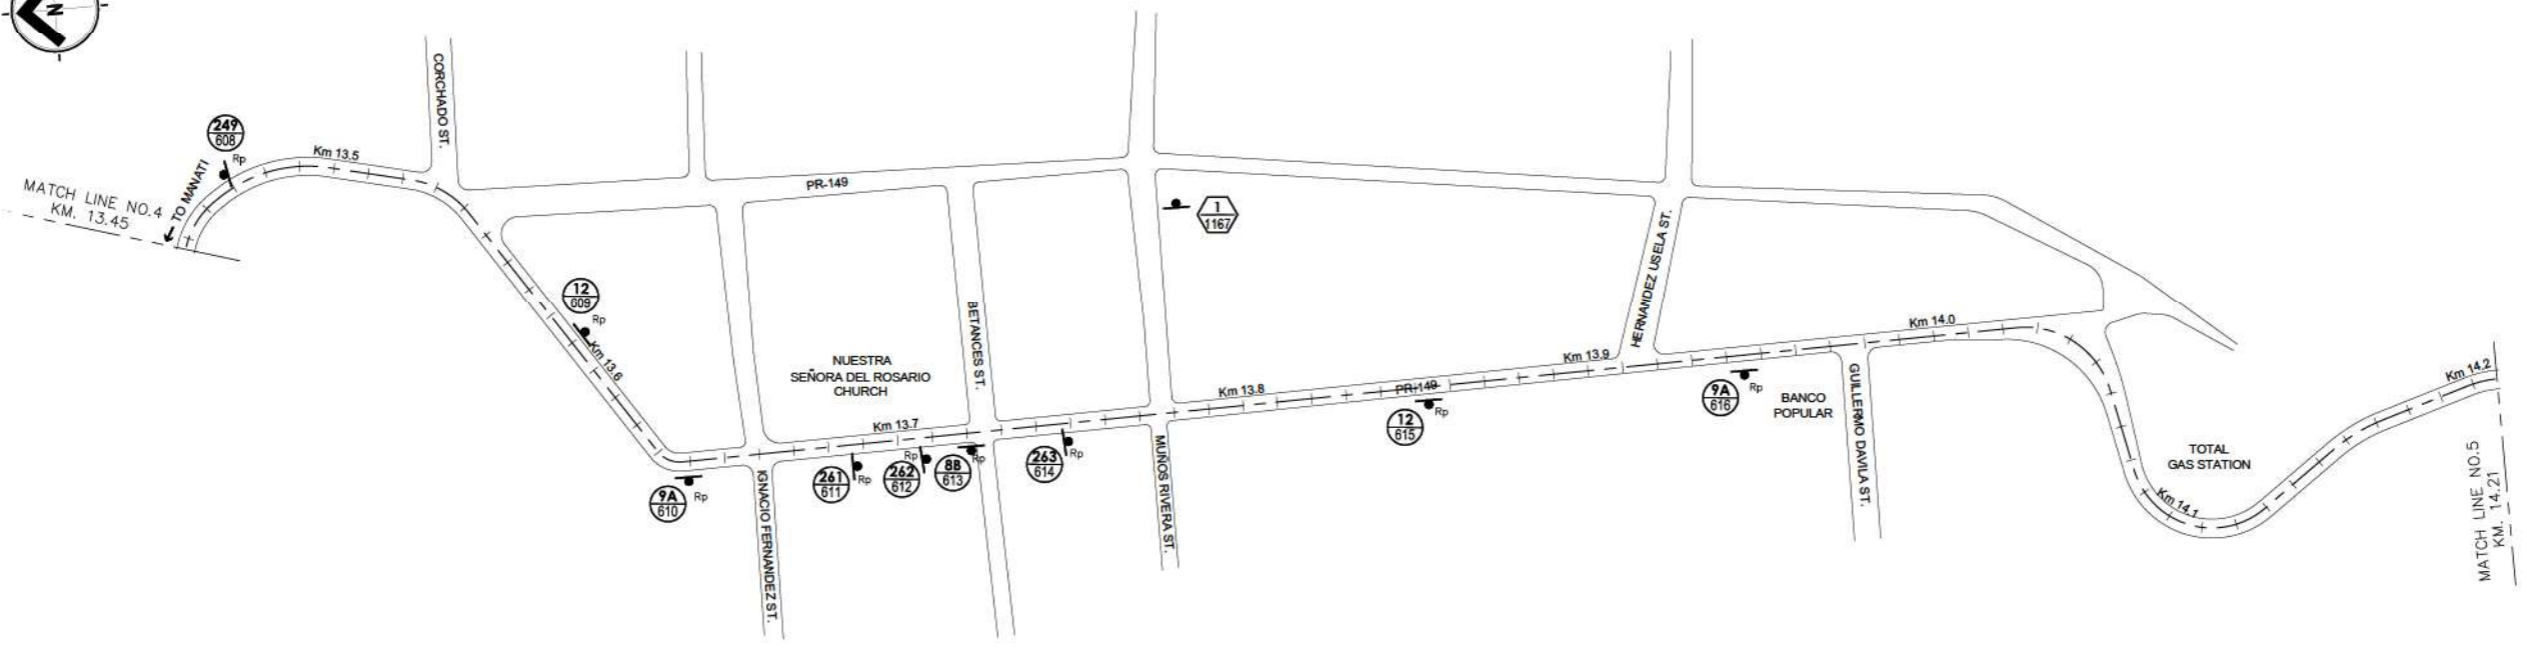 N
CORCHADO ST.
249
608
Rp
Km 13.5
TO MANATI
MATCH LINE NO.4
KM. 13.45
PR-149
1
1167
HERNANDEZ USELA ST.
12
609
Rp
Km 13.6
NUESTRA
SEÑORA DEL ROSARIO
CHURCH
BETANCES ST.
Km 13.7
Km 13.8
PR-149
Km 13.9
Km 14.0
9A
610
Rp
IGNACIO FERNANDEZ ST.
261
611
Rp
262
612
Rp
8B
613
Rp
263
614
Rp
MUÑOS RIVERA ST.
12
615
Rp
9A
616
Rp
BANCO
POPULAR
GUILLERMO DAVILA ST.
TOTAL
GAS STATION
Km 14.1
Km 14.2
MATCH LINE NO.5
KM. 14.21